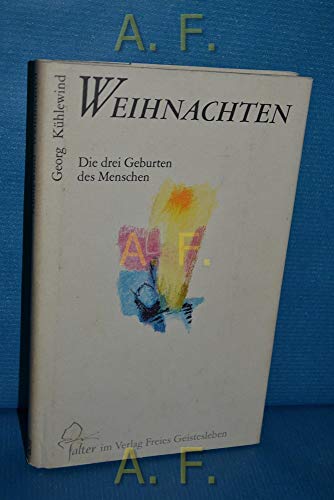 A. F.
Georg Kühlewind
WEIHNACHTEN
Die drei Geburten
des Menschen
A. F.
falter im Verlag Freies Geistesleben
A. F.